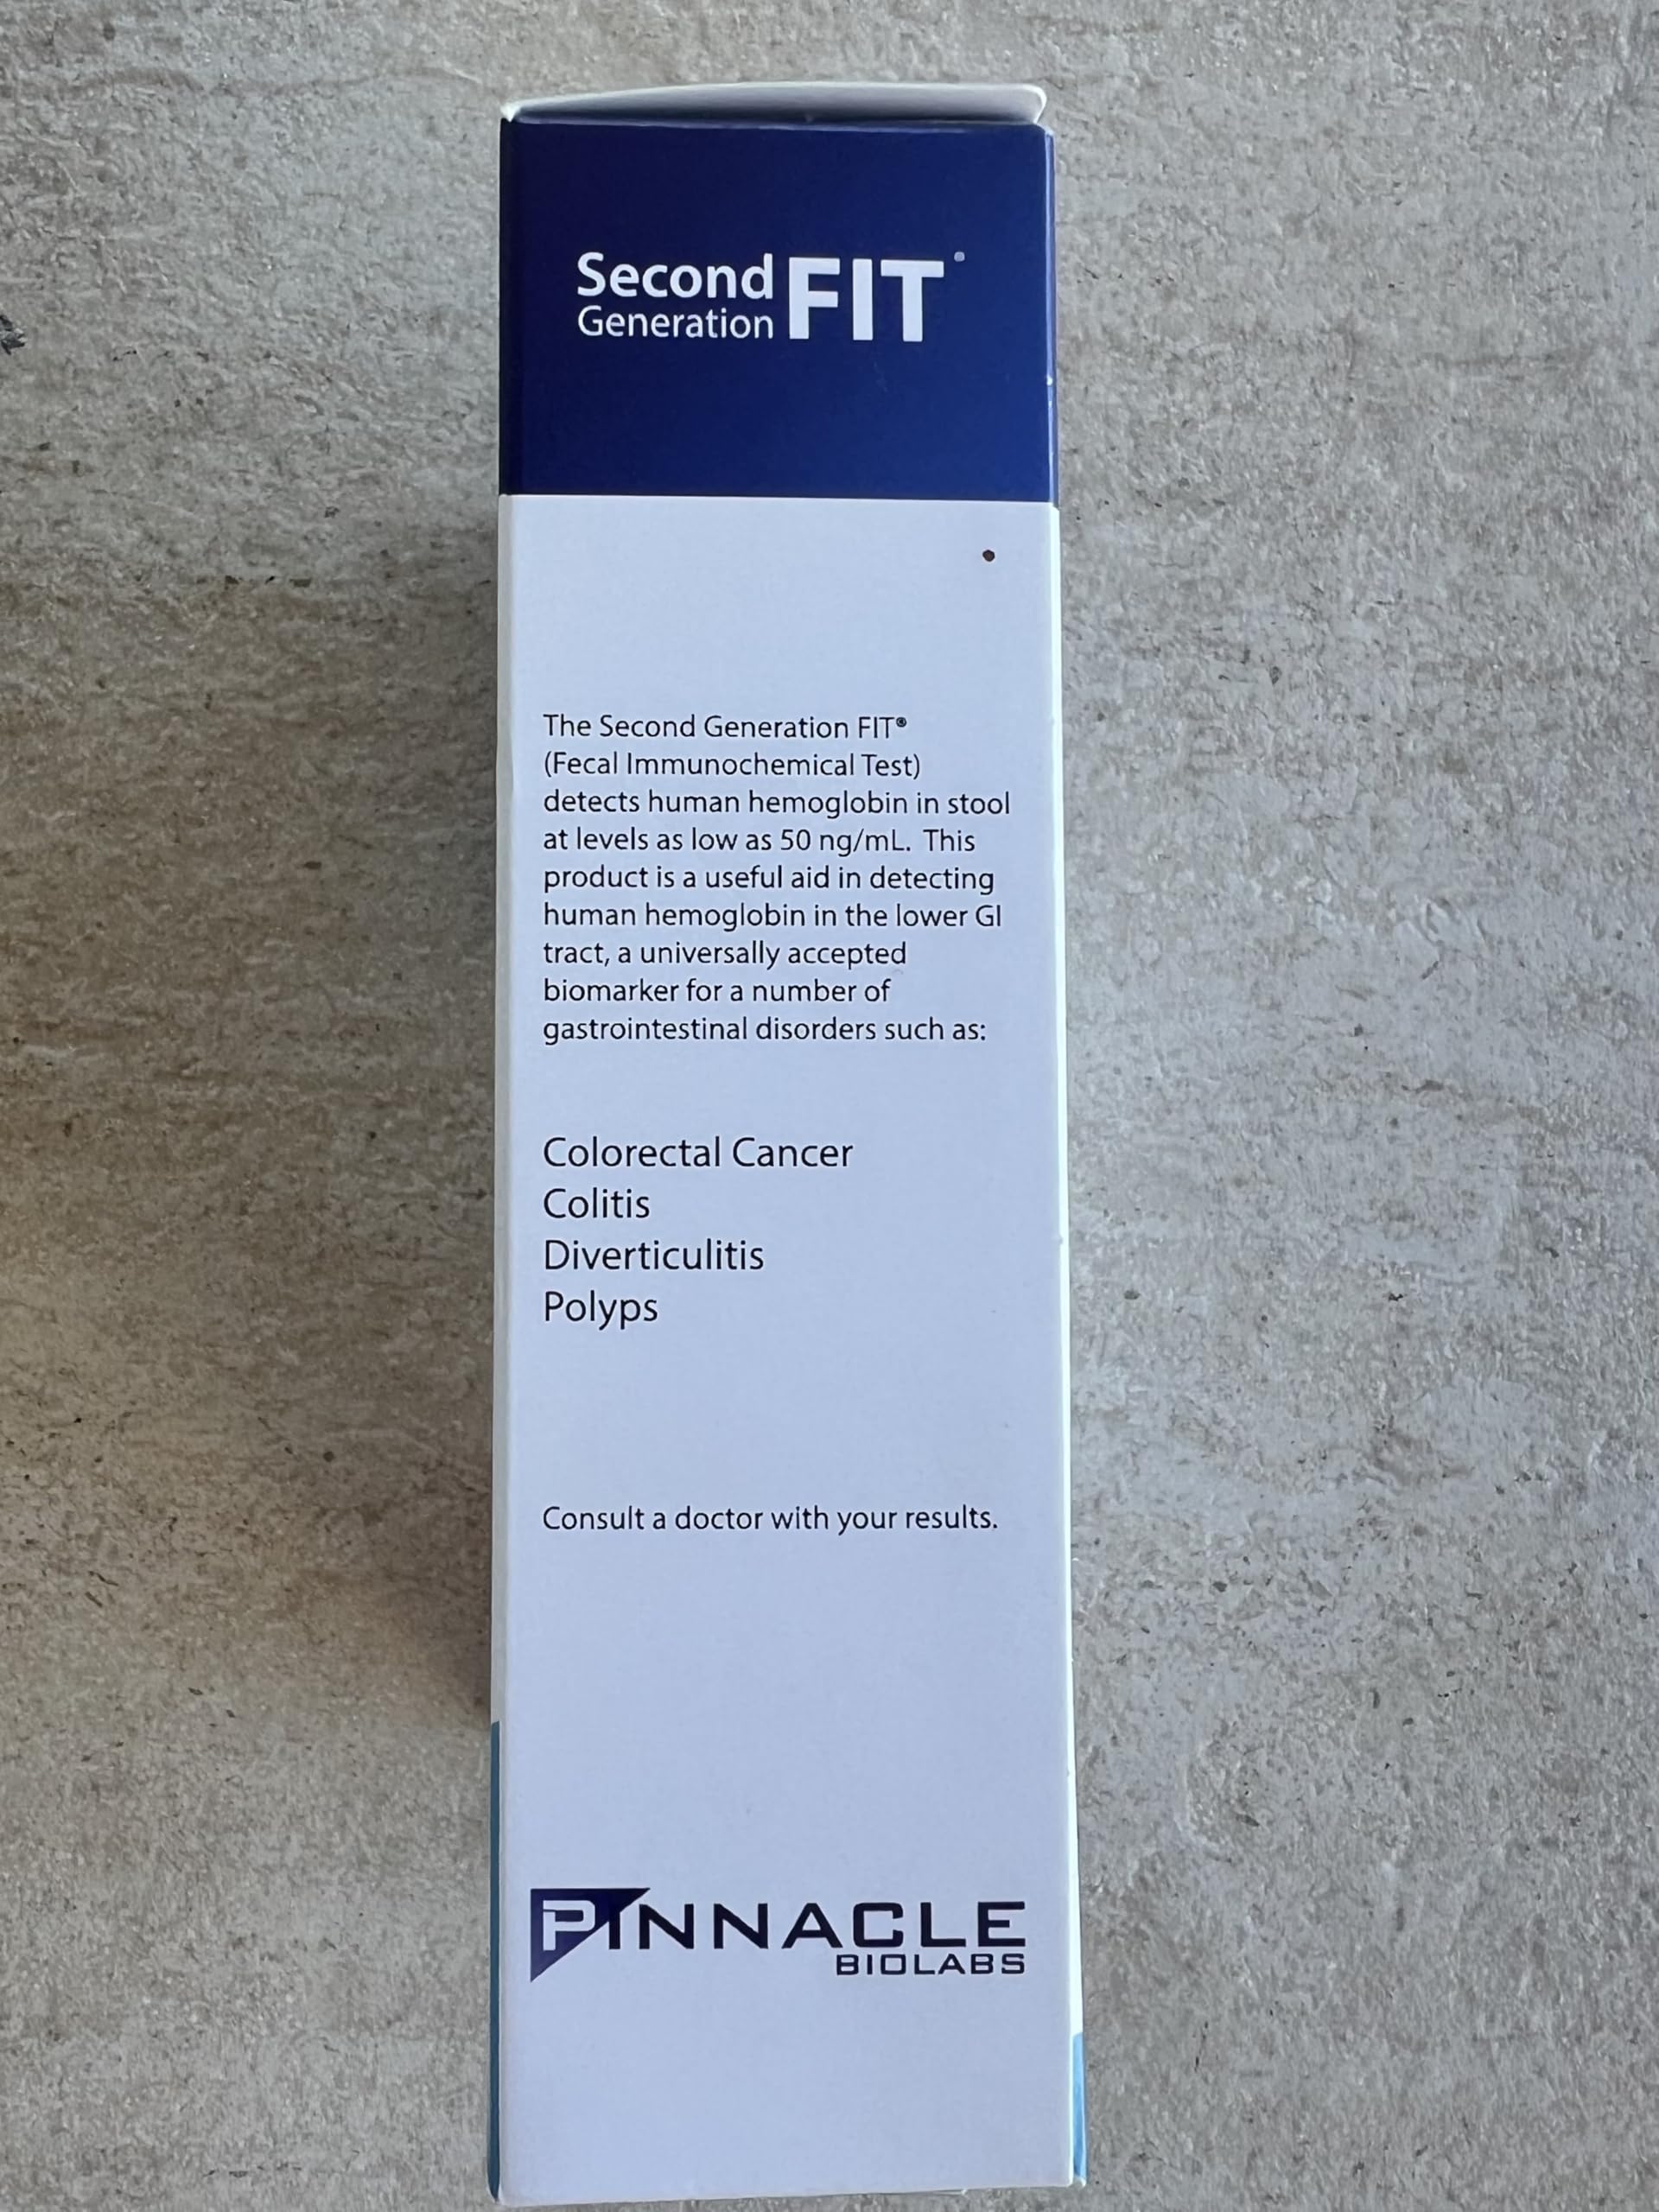 Second
Generation FIT
The Second Generation FIT®
(Fecal Immunochemical Test)
detects human hemoglobin in stool
at levels as low as 50 ng/mL. This
product is a useful aid in detecting
human hemoglobin in the lower GI
tract, a universally accepted
biomarker for a number of
gastrointestinal disorders such as:
Colorectal Cancer
Colitis
Diverticulitis
Polyps
Consult a doctor with your results.
PINNACLE
BIOLABS